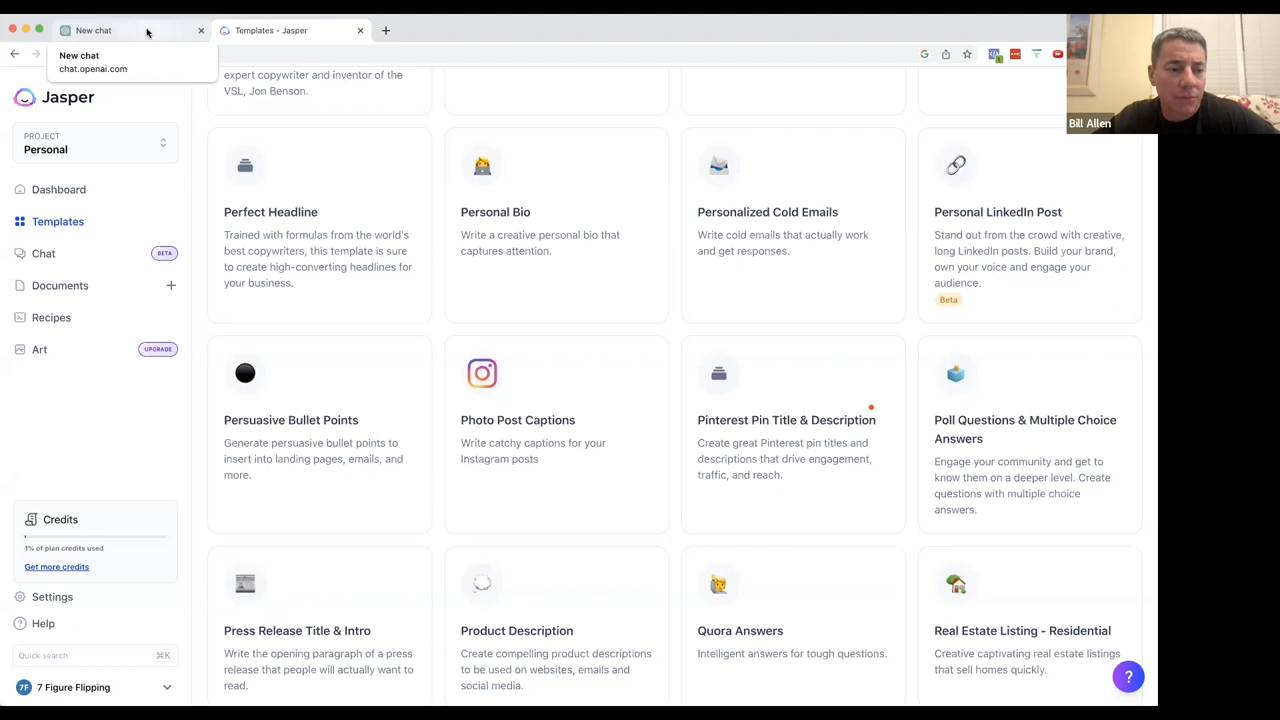 New chat
Templates - Jasper
New chat
chat.openai.com
Bill Allen
Jasper
PROJECT
Personal
Dashboard
Templates
Chat
BETA
Documents
Recipes
Art
UPGRADE
Credits
1% of plan credits used
Get more credits
Settings
Help
Quick search
⌘K
7F
7 Figure Flipping
expert copywriter and inventor of the
VSL, Jon Benson.
Perfect Headline
Trained with formulas from the world's
best copywriters, this template is sure
to create high-converting headlines for
your business.
Personal Bio
Write a creative personal bio that
captures attention.
Personalized Cold Emails
Write cold emails that actually work
and get responses.
Personal LinkedIn Post
Stand out from the crowd with creative,
long LinkedIn posts. Build your brand,
own your voice and engage your
audience.
Beta
Persuasive Bullet Points
Generate persuasive bullet points to
insert into landing pages, emails, and
more.
Photo Post Captions
Write catchy captions for your
Instagram posts
Pinterest Pin Title & Description
Create great Pinterest pin titles and
descriptions that drive engagement,
traffic, and reach.
Poll Questions & Multiple Choice
Answers
Engage your community and get to
know them on a deeper level. Create
questions with multiple choice
answers.
Press Release Title & Intro
Write the opening paragraph of a press
release that people will actually want to
read.
Product Description
Create compelling product descriptions
to be used on websites, emails and
social media.
Quora Answers
Intelligent answers for tough questions.
Real Estate Listing - Residential
Creative captivating real estate listings
that sell homes quickly.
?